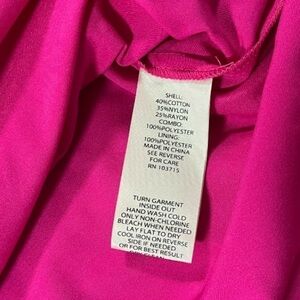 SHELL:
40%COTTON
35%NYLON
25%RAYON
COMBO:
100%POLYESTER
LINING:
100%POLYESTER
MADE IN CHINA
SEE REVERSE
FOR CARE
RN 103715
TURN GARMENT
INSIDE OUT
HAND WASH COLD
ONLY NON-CHLORINE
BLEACH WHEN NEEDED
LAY FLAT TO DRY
COOL IRON ON REVERSE
SIDE IF NEEDED
OR FOR BEST RESULT